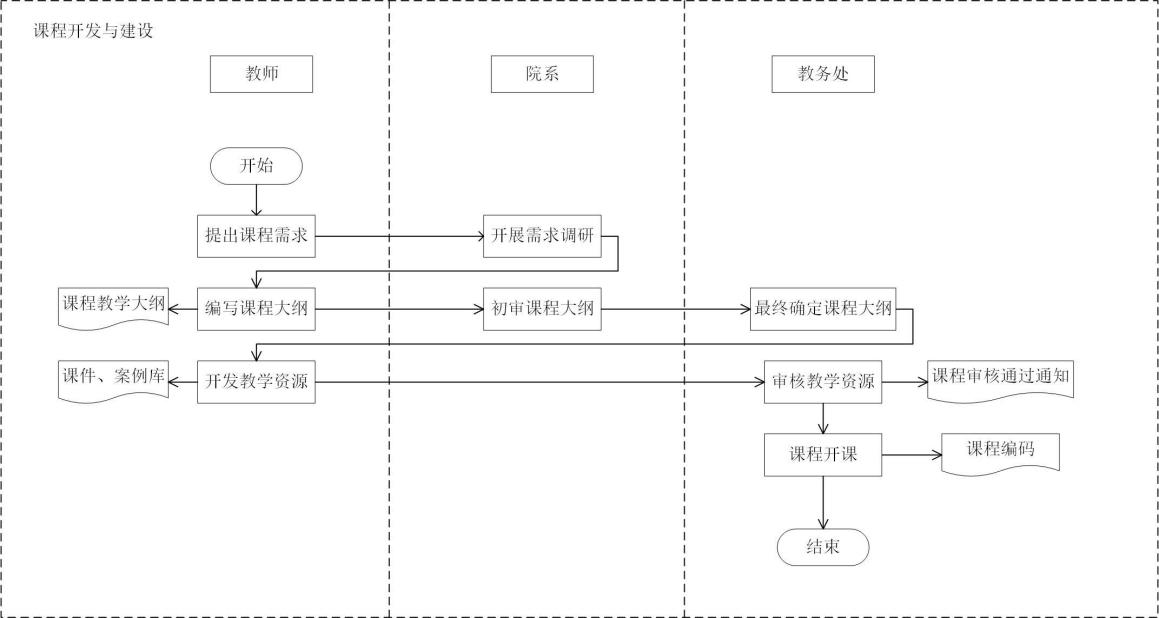 课程开发与建设
教师
院系
教务处
开始
提出课程需求
开展需求调研
课程教学大纲
编写课程大纲
初审课程大纲
最终确定课程大纲
课件、案例库
开发教学资源
审核教学资源
课程审核通过通知
课程开课
课程编码
结束